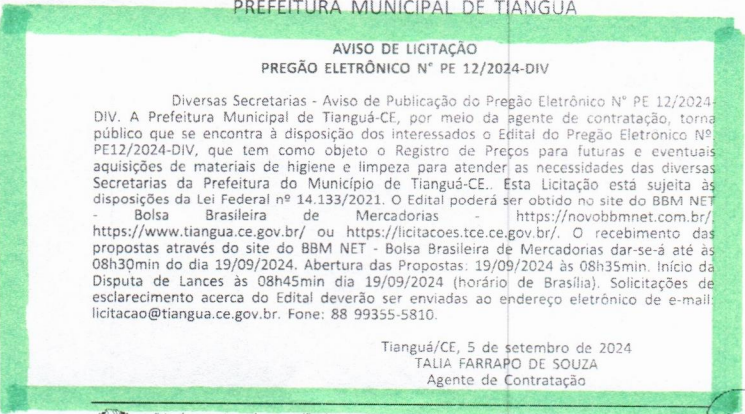 PREFEITURA MUNICIPAL DE TIANGUÁ
AVISO DE LICITAÇÃO
PREGÃO ELETRÔNICO N° PE 12/2024-DIV
Diversas Secretarias - Aviso de Publicação do Pregão Eletrônico N° PE 12/2024-
DIV. A Prefeitura Municipal de Tianguá-CE, por meio da agente de contratação, torna
público que se encontra à disposição dos interessados o Edital do Pregão Eletrônico Nº
PE12/2024-DIV, que tem como objeto o Registro de Preços para futuras e eventuais
aquisições de materiais de higiene e limpeza para atender as necessidades das diversas
Secretarias da Prefeitura do Município de Tianguá-CE.. Esta Licitação está sujeita às
disposições da Lei Federal nº 14.133/2021. O Edital poderá ser obtido no site do BBM NET
- Bolsa Brasileira de Mercadorias - https://novobbmnet.com.br/,
https://www.tiangua.ce.gov.br/ ou https://licitacoes.tce.ce.gov.br/. O recebimento das
propostas através do site do BBM NET - Bolsa Brasileira de Mercadorias dar-se-á até às
08h30min do dia 19/09/2024. Abertura das Propostas: 19/09/2024 às 08h35min. Início da
Disputa de Lances às 08h45min dia 19/09/2024 (horário de Brasília). Solicitações de
esclarecimento acerca do Edital deverão ser enviadas ao endereço eletrônico de e-mail:
licitacao@tiangua.ce.gov.br. Fone: 88 99355-5810.
Tianguá/CE, 5 de setembro de 2024
TALIA FARRAPO DE SOUZA
Agente de Contratação